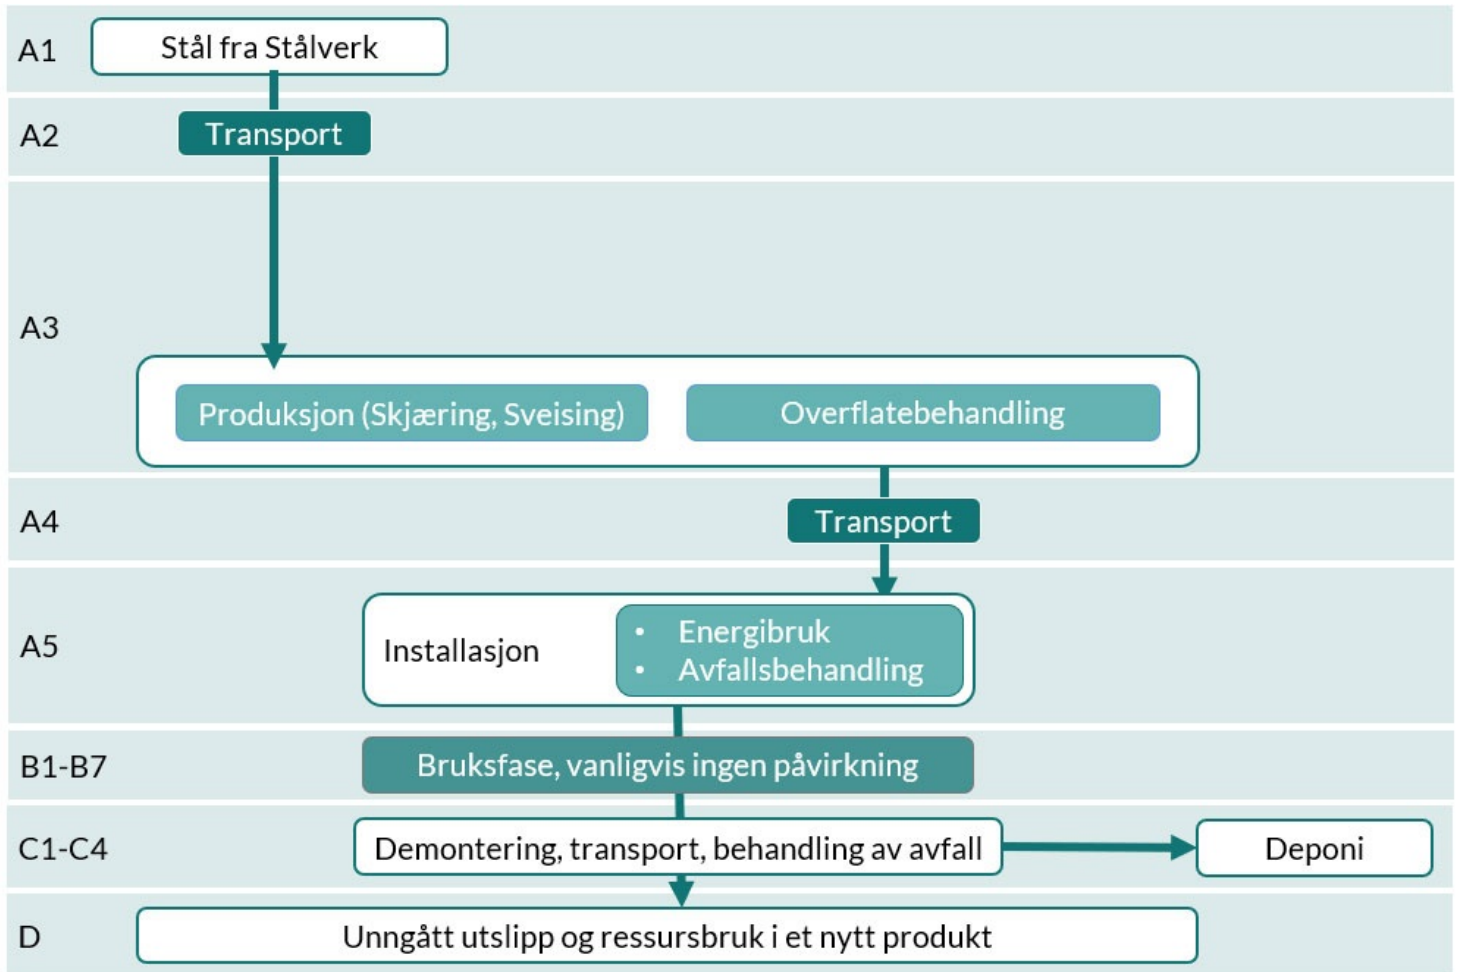 A1
Stål fra Stålverk
A2
Transport
A3
Produksjon (Skjæring, Sveising)
Overflatebehandling
A4
Transport
A5
Installasjon
• Energibruk
• Avfallsbehandling
B1-B7
Bruksfase, vanligvis ingen påvirkning
C1-C4
Demontering, transport, behandling av avfall
Deponi
D
Unngått utslipp og ressursbruk i et nytt produkt